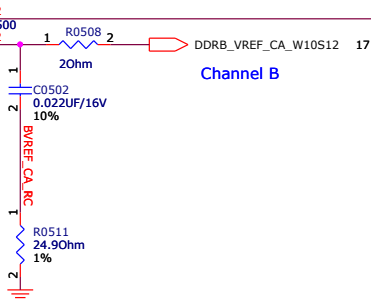 500
1 R0508 2
2Ohm
DDRB_VREF_CA_W10S12 17
Channel B
1
C0502
0.022UF/16V
10%
2
BVREF_CA_RC
1
R0511
24.9Ohm
1%
2